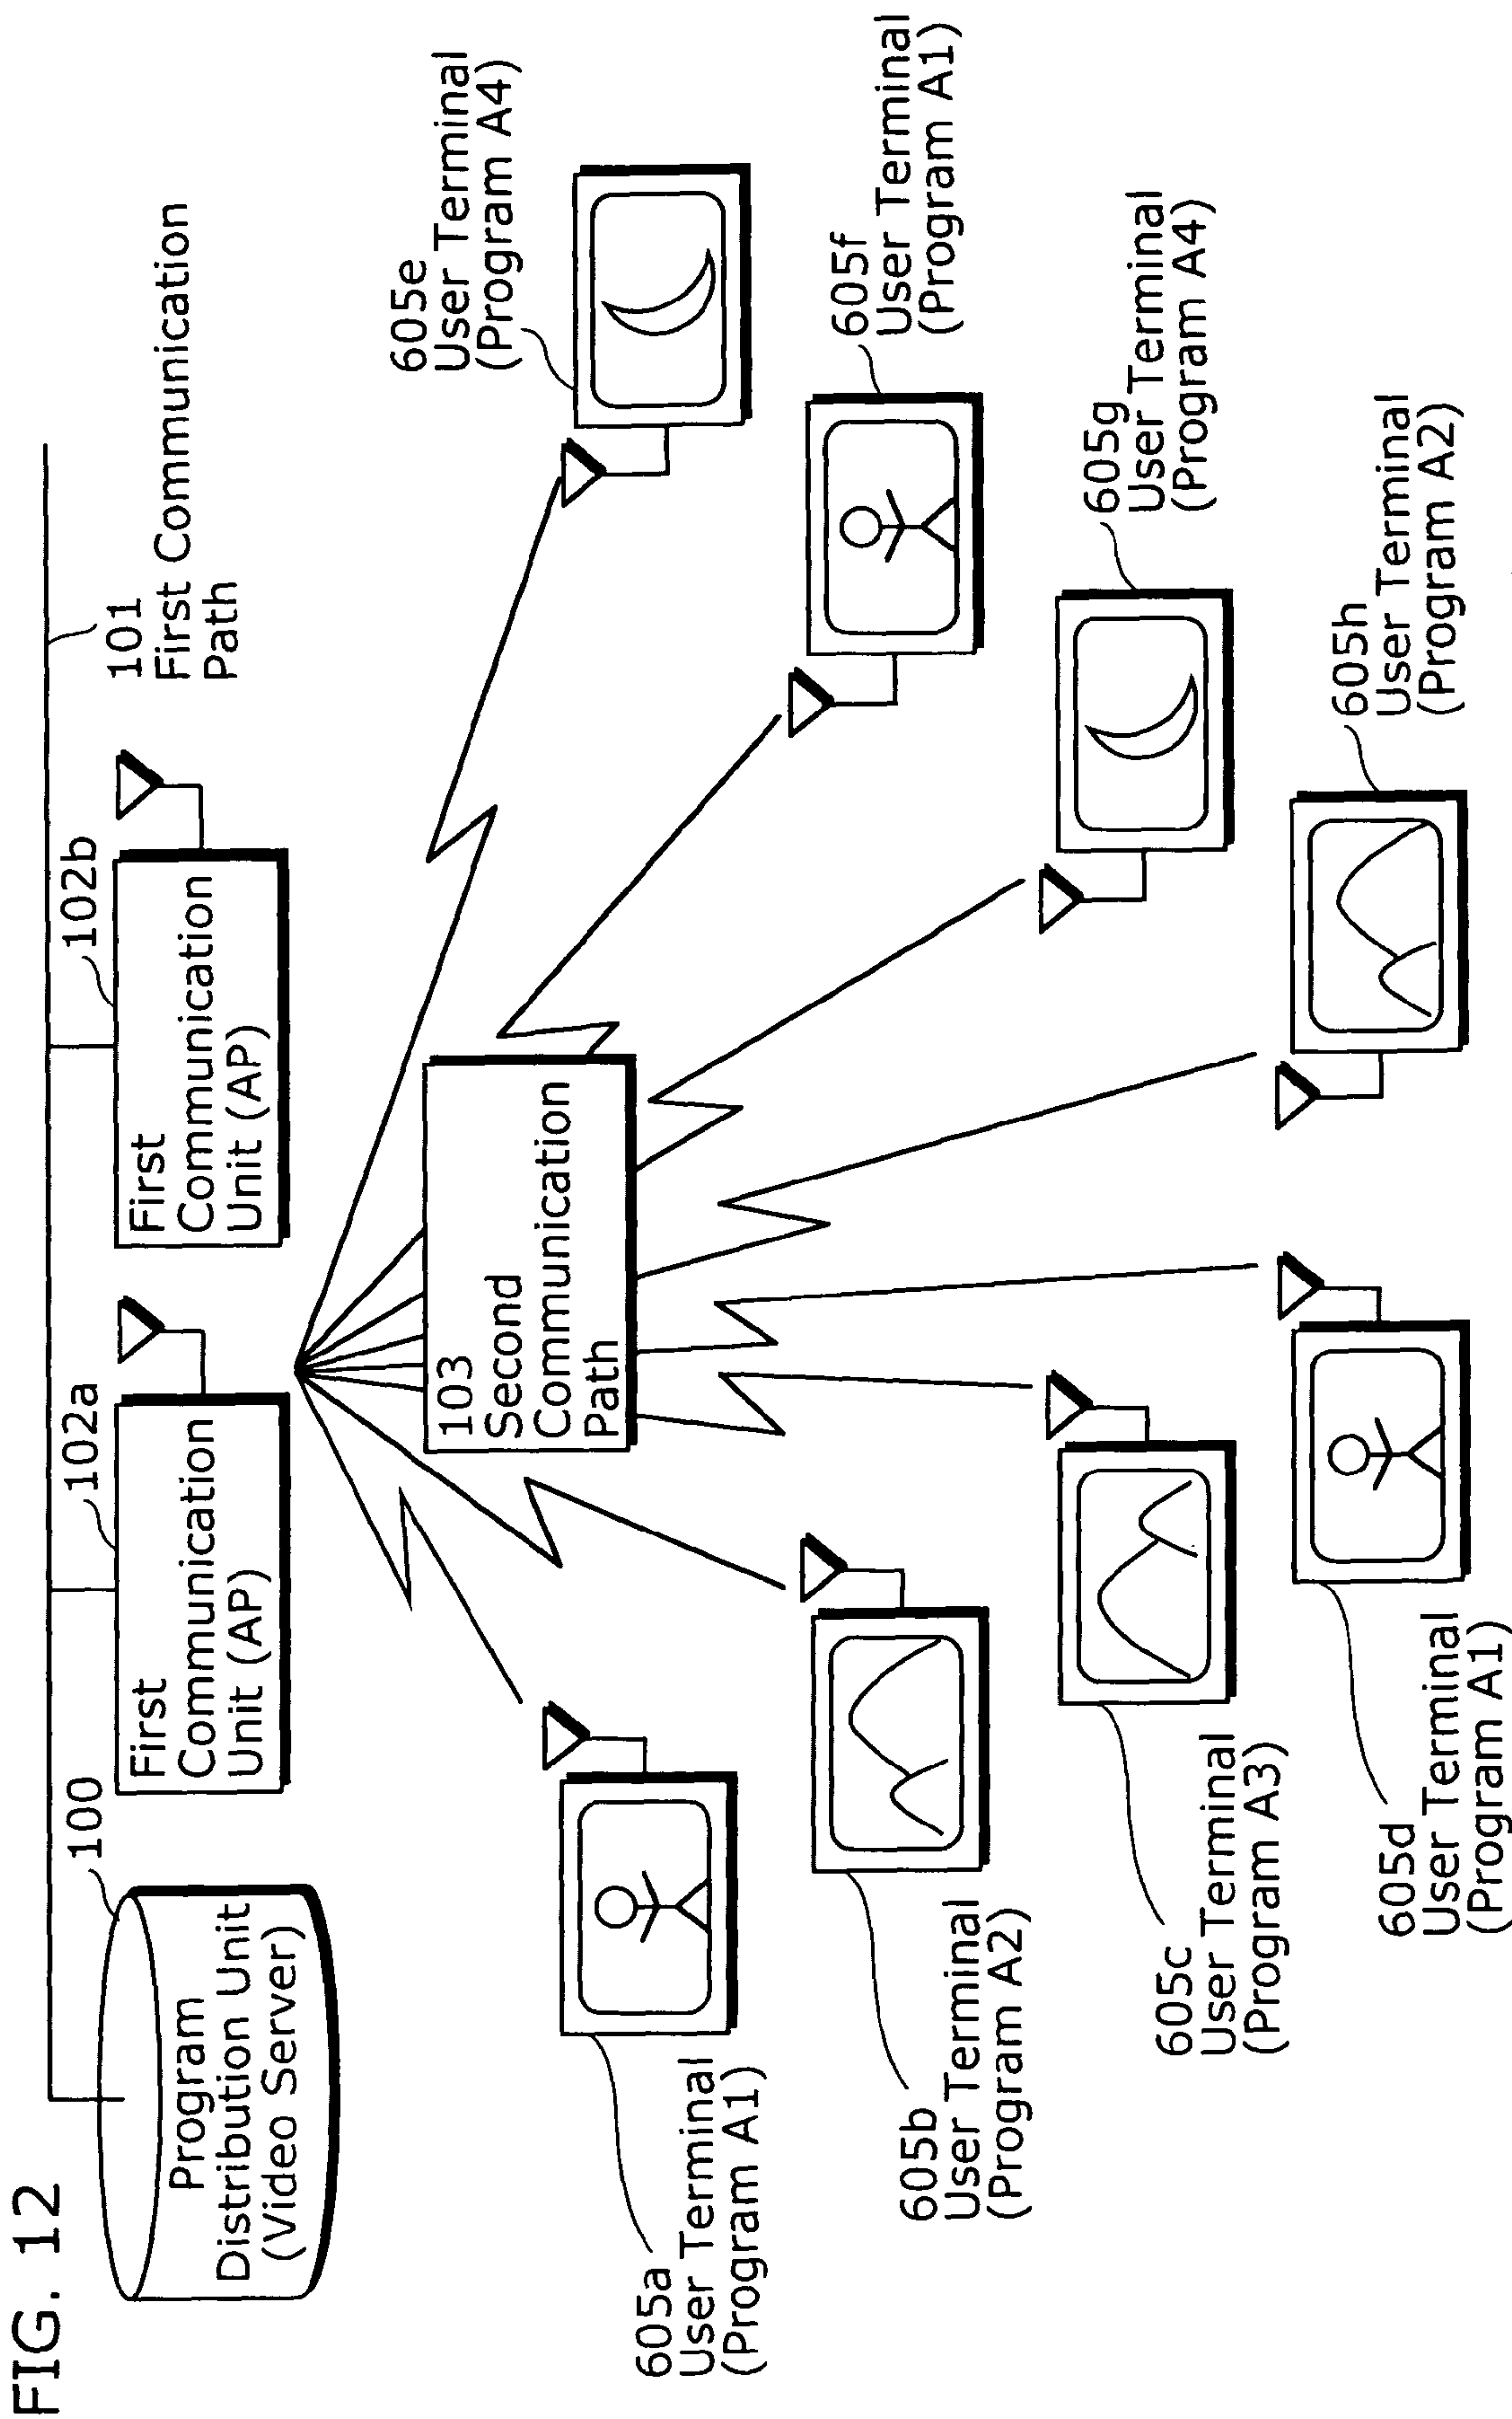 FIG. 12
100
Program
Distribution Unit
(Video Server)
102a
First
Communication
Unit (AP)
102b
First
Communication
Unit (AP)
101
First Communication
Path
103
Second
Communication
Path
605a
User Terminal
(Program A1)
605b
User Terminal
(Program A2)
605c
User Terminal
(Program A3)
605d
User Terminal
(Program A1)
605e
User Terminal
(Program A4)
605f
User Terminal
(Program A1)
605g
User Terminal
(Program A4)
605h
User Terminal
(Program A2)